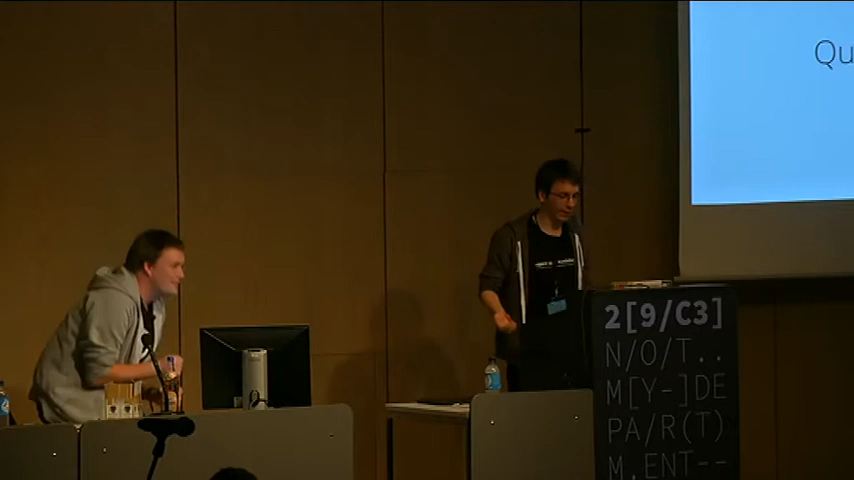 Qu
2[9/C3]
N/O)T...
M[Y-]DE
PA/R(T)
M,ENT--